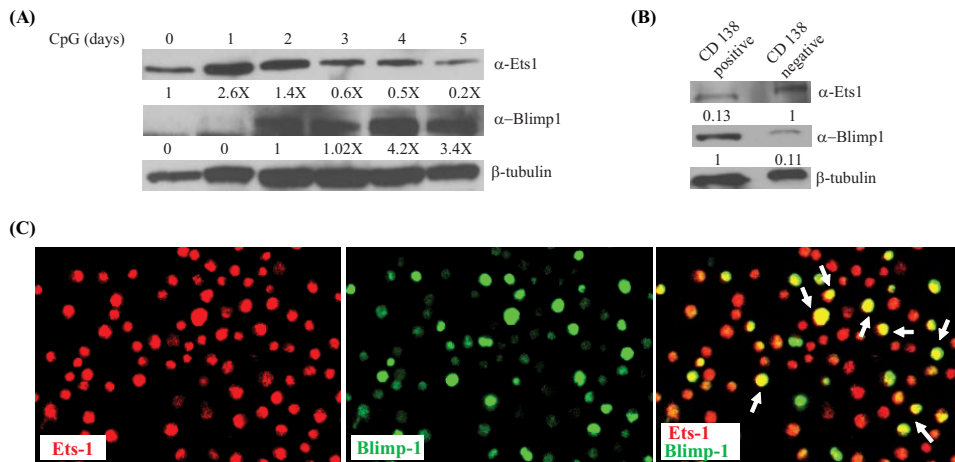 (A)
CpG (days) 0 1 2 3 4 5
α-Ets1
1 2.6X 1.4X 0.6X 0.5X 0.2X
α–Blimp1
0 0 1 1.02X 4.2X 3.4X
β-tubulin
(B)
CD 138 positive
CD 138 negative
α-Ets1
0.13 1
α–Blimp1
1 0.11
β-tubulin
(C)
Ets-1
Blimp-1
Ets-1
Blimp-1